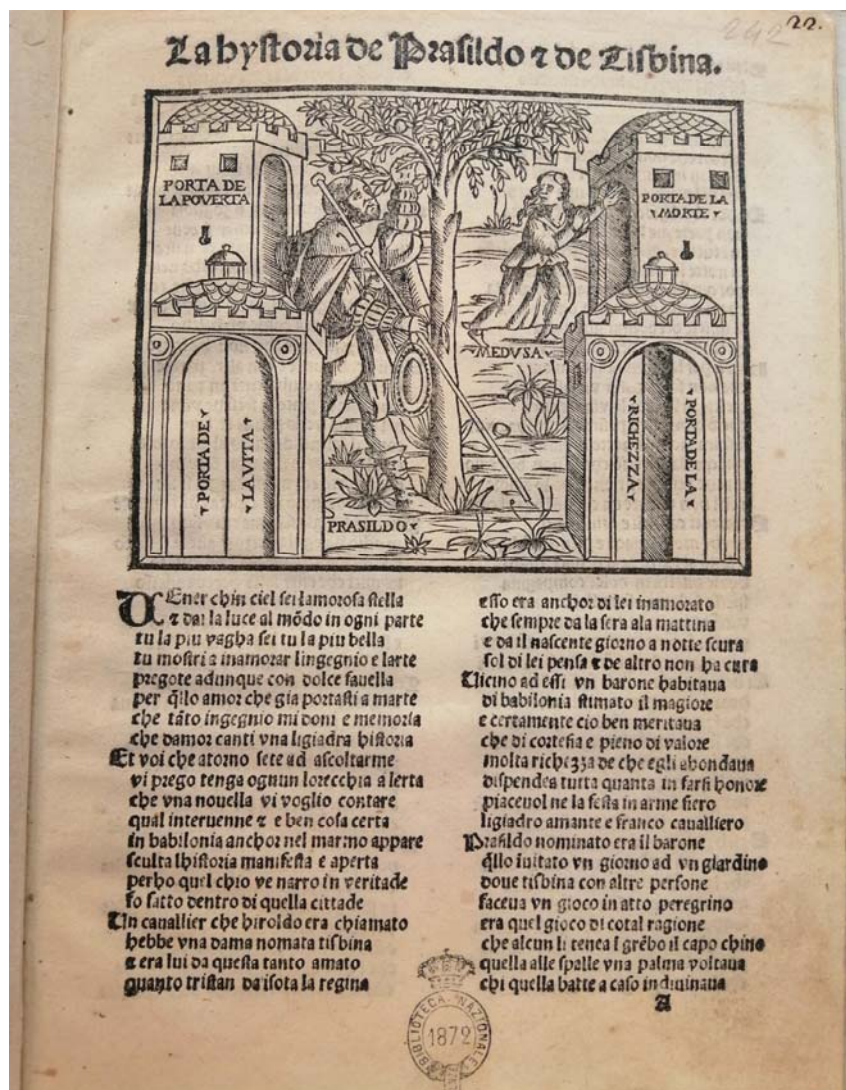 242 22.
La hystoria de Prasildo ⁊ de Tisbina.
PORTA DE
LA POVERTA
PORTA DE LA
MORTE
MEDVSA
PORTA DE
LA VITA
RICHEZZA
PORTA DE LA
PRASILDO
VEner chin ciel sei lamorosa stella
⁊ dai la luce al mōdo in ogni parte
tu la piu vagha sei tu la piu bella
tu mostri a inamorar lingegnio e larte
pregote adunque con dolce fauella
per q̄llo amor che gia portasti a marte
che tāto ingegnio mi doni e memoria
che damor canti vna ligiadra historia
Et voi che atorno sete ad ascoltarme
vi prego tenga ognun lorecchia alerta
che vna nouella vi voglio contare
qual interuenne ⁊ e ben cosa certa
in babilonia anchor nel marmo appare
sculta lhistoria manifesta e aperta
perho quel chio ve narro in veritade
fo fatto dentro di quella cittade
Un cauallier che hiroldo era chiamato
hebbe vna dama nomata tisbina
⁊ era lui da questa tanto amato
quanto tristan da isota la regina
esso era anchor di lei inamorato
che sempre da la sera ala mattina
e da il nascente giorno a notte scura
sol di lei pensa ⁊ de altro non ha cura
Uicino ad essi vn barone habitaua
di babilonia stimato il magiore
e certamente cio ben meritaua
che di cortesia e pieno di valore
molta richezza de che egli abondaua
dispendea tutta quanta in farsi honore
piaceuol ne la festa in arme fiero
ligiadro amante e franco caualliero
Prasildo nominato era il barone
q̄llo iuitato vn giorno ad vn giardino
doue tisbina con altre persone
faceua vn gioco in atto peregrino
era quel gioco di cotal ragione
che alcun li tenea i grēbo il capo chino
quella alle spalle vna palma voltaua
chi quella batte a caso indiuinaua
A
BIBLIOTECA NAZIONALE
1872